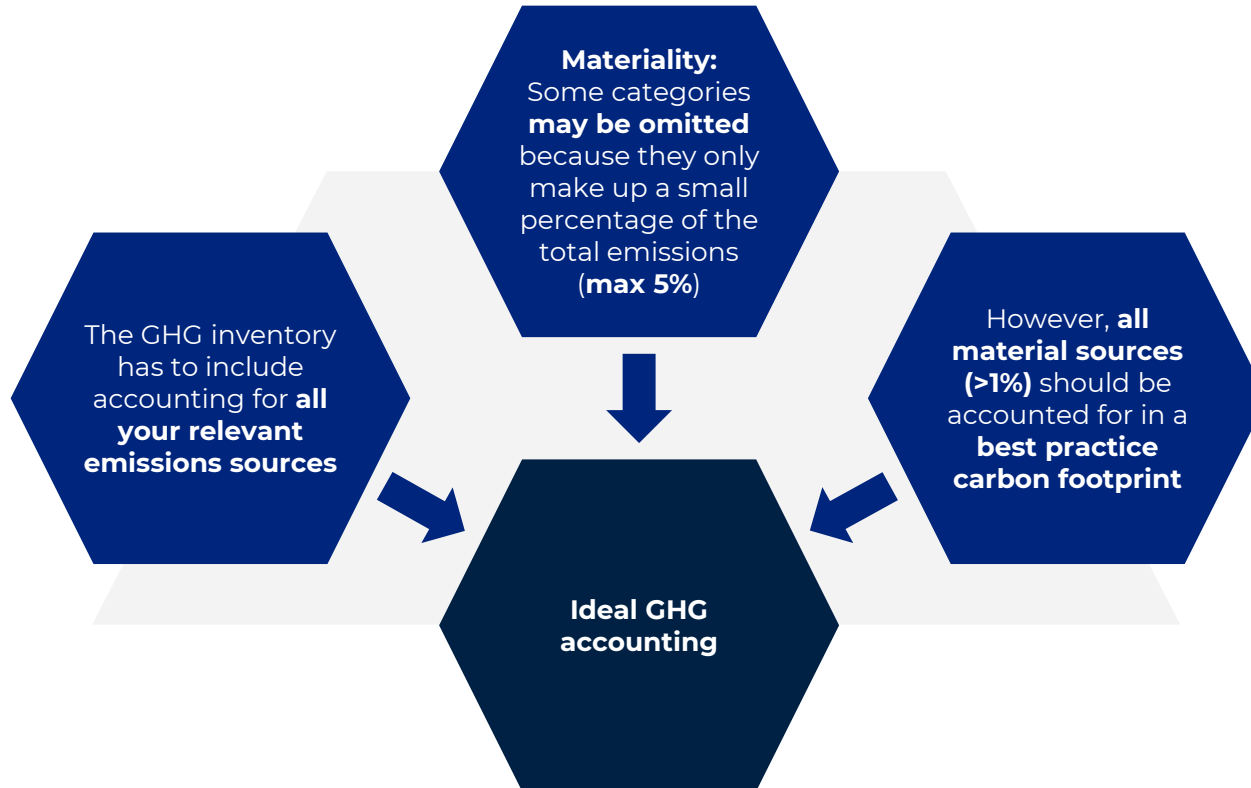 Materiality:
Some categories
may be omitted
because they only
make up a small
percentage of the
total emissions
(max 5%)
The GHG inventory
has to include
accounting for all
your relevant
emissions sources
However, all
material sources
(>1%) should be
accounted for in a
best practice
carbon footprint
Ideal GHG
accounting